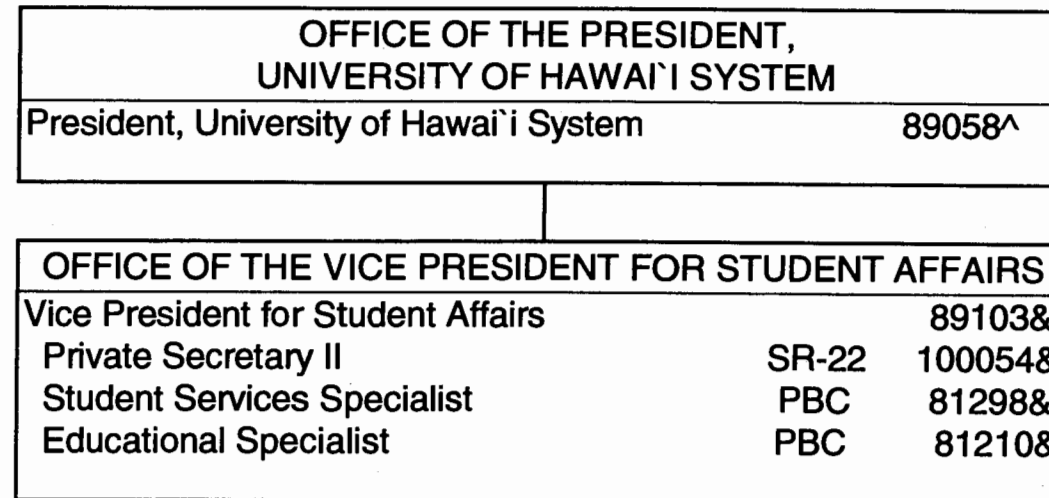 OFFICE OF THE PRESIDENT,
UNIVERSITY OF HAWAI`I SYSTEM
President, University of Hawai`i System 89058^
OFFICE OF THE VICE PRESIDENT FOR STUDENT AFFAIRS
Vice President for Student Affairs 89103&
Private Secretary II SR-22 100054&
Student Services Specialist PBC 81298&
Educational Specialist PBC 81210&